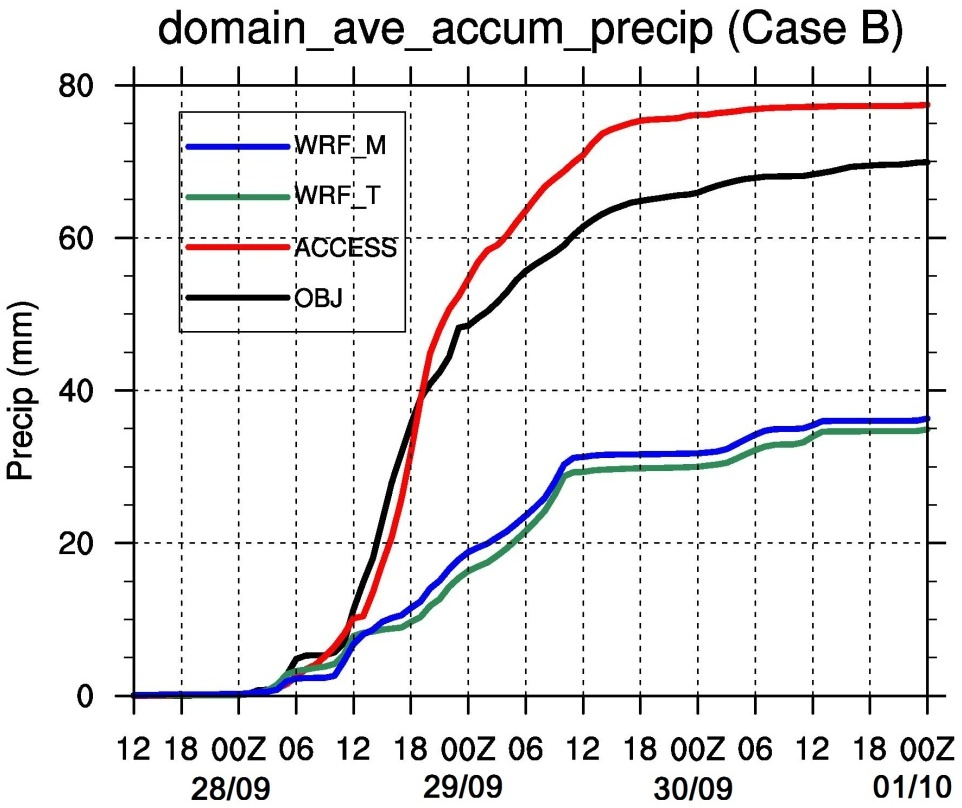 domain_ave_accum_precip (Case B)
80
60
40
20
0
Precip (mm)
WRF_M
WRF_T
ACCESS
OBJ
12 18 00Z 06 12 18 00Z 06 12 18 00Z 06 12 00Z
28/09 29/09 30/09 01/10